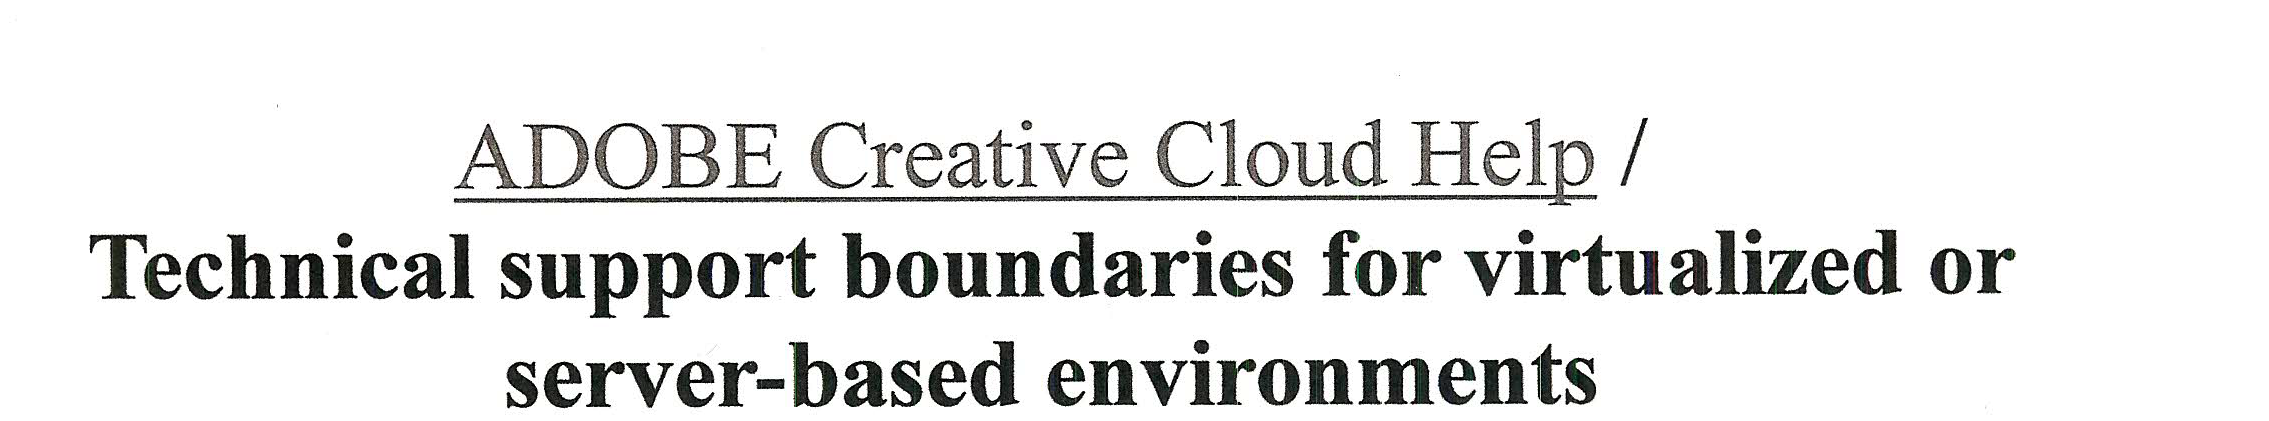 ADOBE Creative Cloud Help /
Technical support boundaries for virtualized or
server-based environments